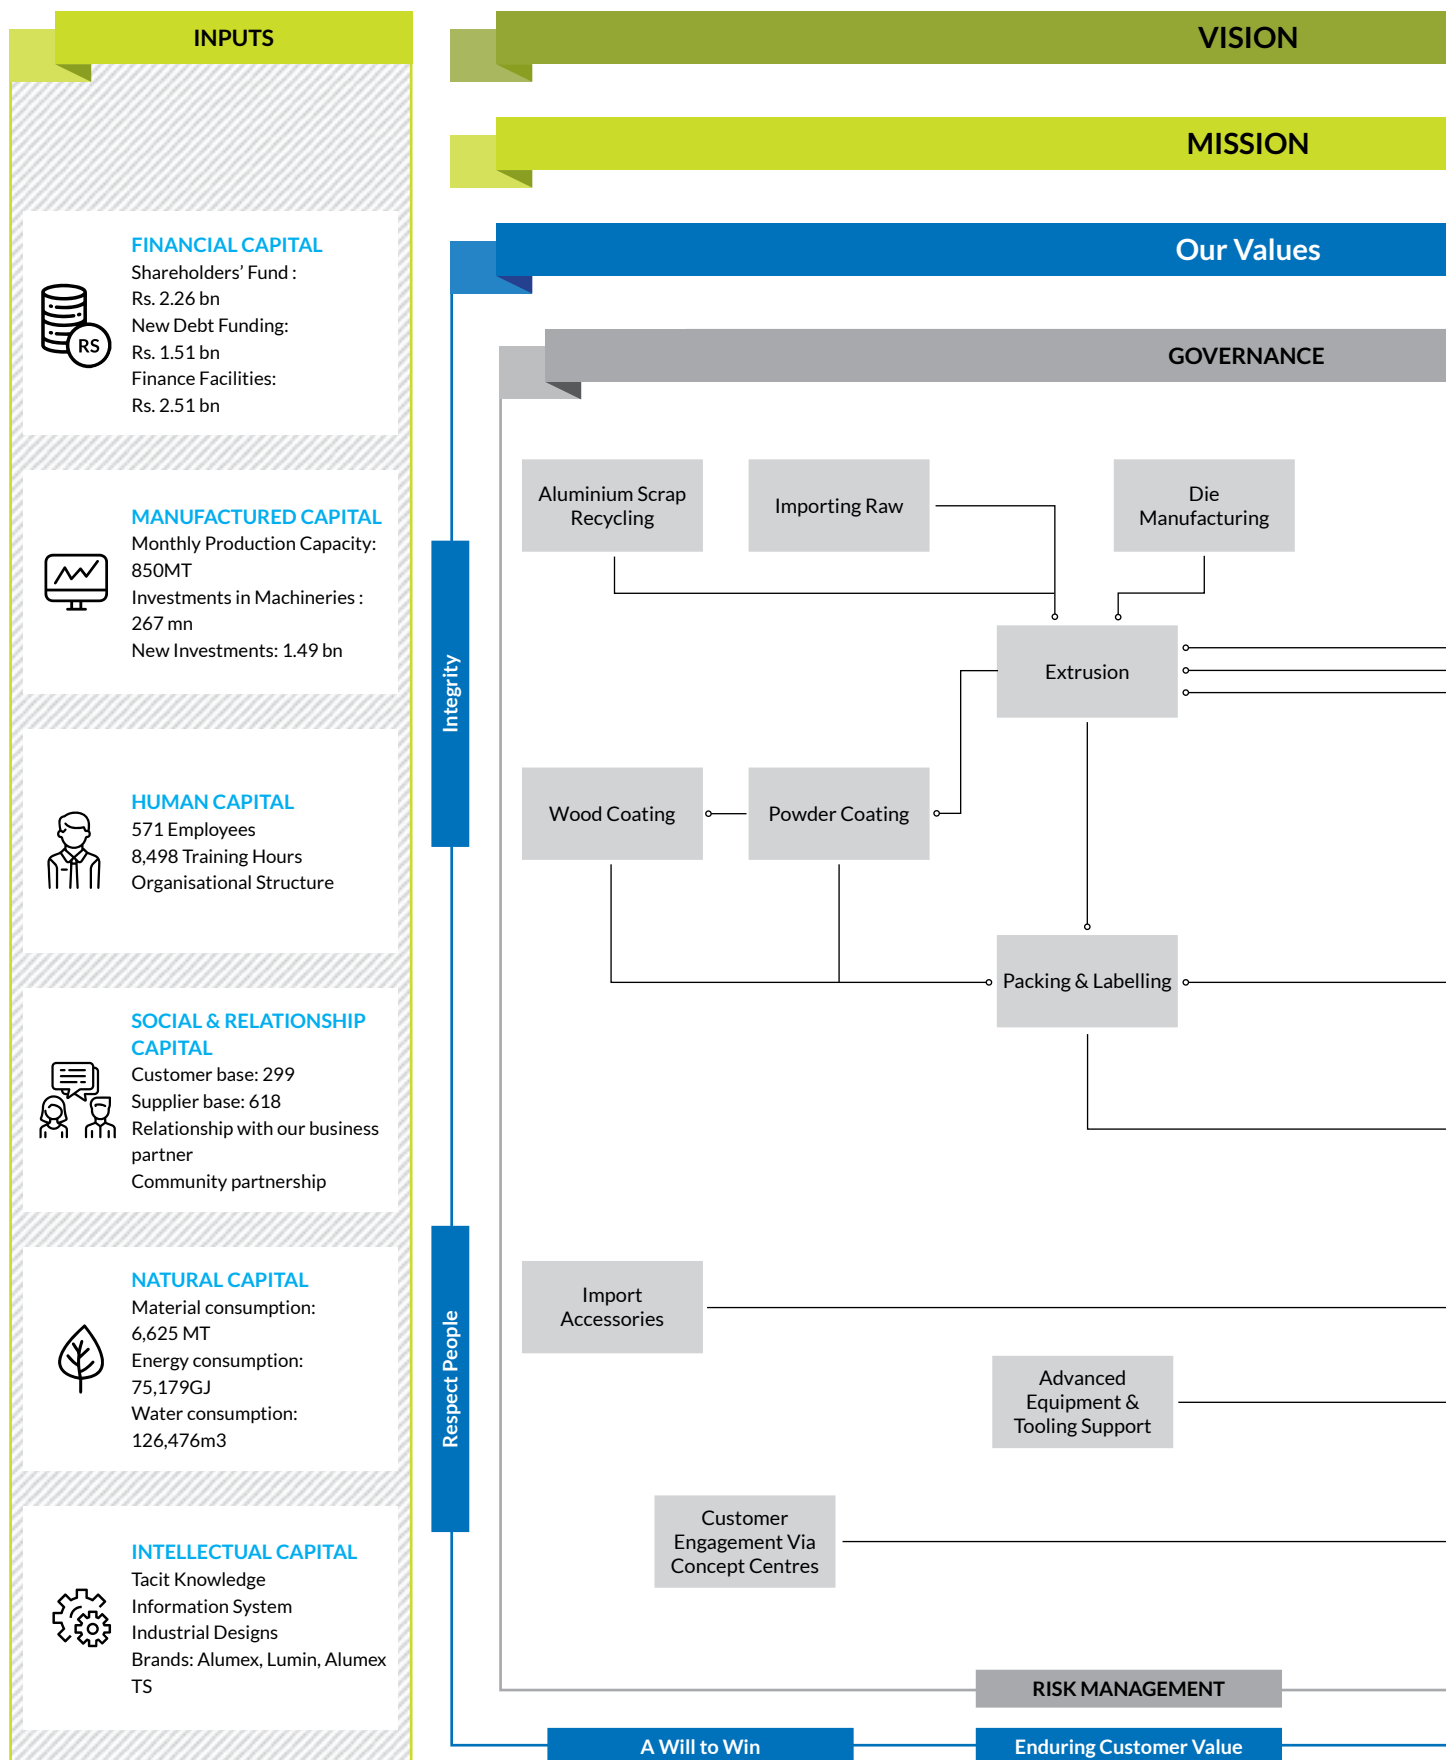 INPUTS
FINANCIAL CAPITAL
Shareholders’ Fund :
Rs. 2.26 bn
New Debt Funding:
Rs. 1.51 bn
Finance Facilities:
Rs. 2.51 bn
RS
MANUFACTURED CAPITAL
Monthly Production Capacity:
850MT
Investments in Machineries :
267 mn
New Investments: 1.49 bn
HUMAN CAPITAL
571 Employees
8,498 Training Hours
Organisational Structure
SOCIAL & RELATIONSHIP
CAPITAL
Customer base: 299
Supplier base: 618
Relationship with our business
partner
Community partnership
NATURAL CAPITAL
Material consumption:
6,625 MT
Energy consumption:
75,179GJ
Water consumption:
126,476m3
INTELLECTUAL CAPITAL
Tacit Knowledge
Information System
Industrial Designs
Brands: Alumex, Lumin, Alumex
TS
VISION
MISSION
Our Values
GOVERNANCE
Integrity
Respect People
Aluminium Scrap
Recycling
Importing Raw
Die
Manufacturing
Extrusion
Wood Coating
Powder Coating
Packing & Labelling
Import
Accessories
Advanced
Equipment &
Tooling Support
Customer
Engagement Via
Concept Centres
RISK MANAGEMENT
A Will to Win
Enduring Customer Value